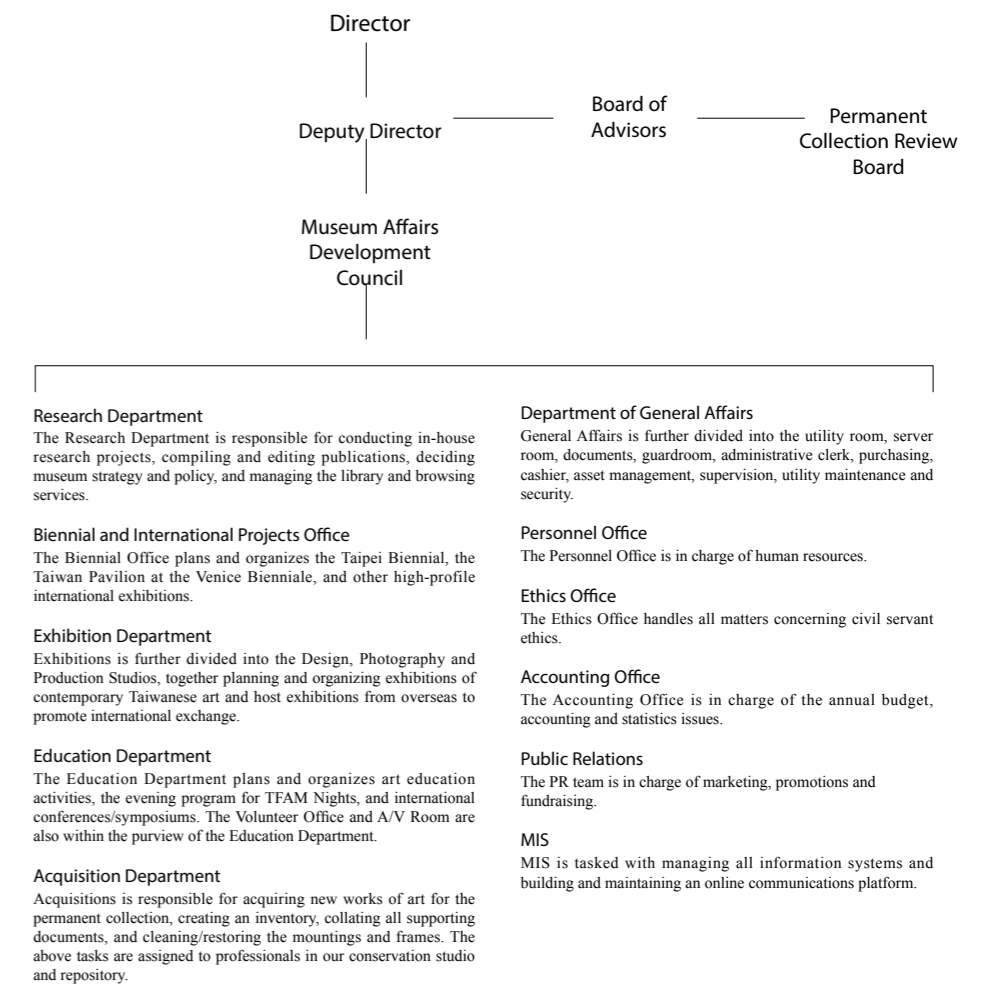 Director
Deputy Director
Board of
Advisors
Permanent
Collection Review
Board
Museum Affairs
Development
Council
Research Department
The Research Department is responsible for conducting in-house
research projects, compiling and editing publications, deciding
museum strategy and policy, and managing the library and browsing
services.
Biennial and International Projects Office
The Biennial Office plans and organizes the Taipei Biennial, the
Taiwan Pavilion at the Venice Bienniale, and other high-profile
international exhibitions.
Exhibition Department
Exhibitions is further divided into the Design, Photography and
Production Studios, together planning and organizing exhibitions of
contemporary Taiwanese art and host exhibitions from overseas to
promote international exchange.
Education Department
The Education Department plans and organizes art education
activities, the evening program for TFAM Nights, and international
conferences/symposiums. The Volunteer Office and A/V Room are
also within the purview of the Education Department.
Acquisition Department
Acquisitions is responsible for acquiring new works of art for the
permanent collection, creating an inventory, collating all supporting
documents, and cleaning/restoring the mountings and frames. The
above tasks are assigned to professionals in our conservation studio
and repository.
Department of General Affairs
General Affairs is further divided into the utility room, server
room, documents, guardroom, administrative clerk, purchasing,
cashier, asset management, supervision, utility maintenance and
security.
Personnel Office
The Personnel Office is in charge of human resources.
Ethics Office
The Ethics Office handles all matters concerning civil servant
ethics.
Accounting Office
The Accounting Office is in charge of the annual budget,
accounting and statistics issues.
Public Relations
The PR team is in charge of marketing, promotions and
fundraising.
MIS
MIS is tasked with managing all information systems and
building and maintaining an online communications platform.